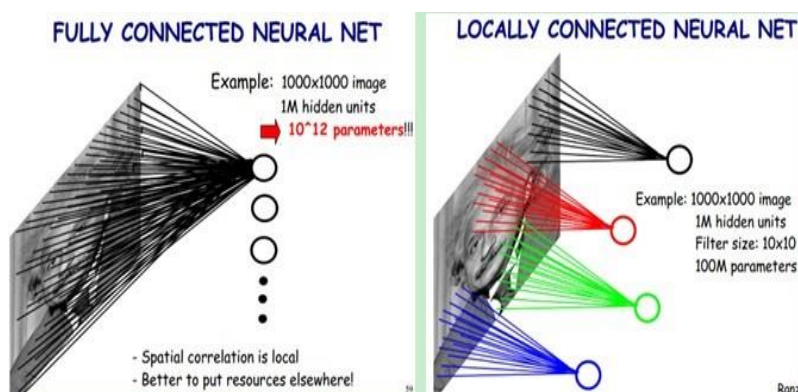 FULLY CONNECTED NEURAL NET
Example: 1000x1000 image
1M hidden units
10^12 parameters!!!
- Spatial correlation is local
- Better to put resources elsewhere!
LOCALLY CONNECTED NEURAL NET
Example: 1000x1000 image
1M hidden units
Filter size: 10x10
100M parameters